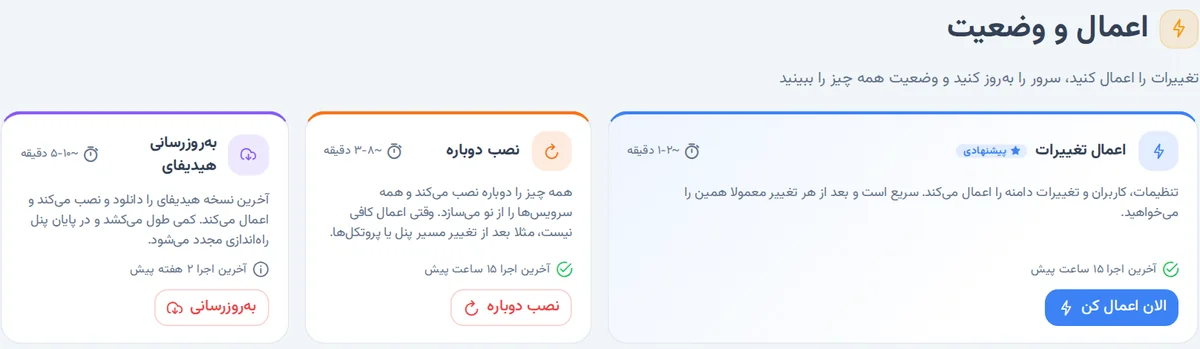 اعمال و وضعیت
تغییرات را اعمال کنید، سرور را به‌روز کنید و وضعیت همه چیز را ببینید
اعمال تغییرات
پیشنهادی
~۱-۲ دقیقه
تنظیمات، کاربران و تغییرات دامنه را اعمال می‌کند. سریع است و بعد از هر تغییر معمولا همین را
می‌خواهید.
آخرین اجرا ۱۵ ساعت پیش
الان اعمال کن
نصب دوباره
~۳-۸ دقیقه
همه چیز را دوباره نصب می‌کند و همه
سرویس‌ها را از نو می‌سازد. وقتی اعمال کافی
نیست، مثلا بعد از تغییر مسیر پنل یا پروتکل‌ها.
آخرین اجرا ۱۵ ساعت پیش
نصب دوباره
به‌روزرسانی
هیدیفای
~۵-۱۰ دقیقه
آخرین نسخه هیدیفای را دانلود و نصب می‌کند و
اعمال می‌کند. کمی طول می‌کشد و در پایان پنل
راه‌اندازی مجدد می‌شود.
آخرین اجرا ۲ هفته پیش
به‌روزرسانی